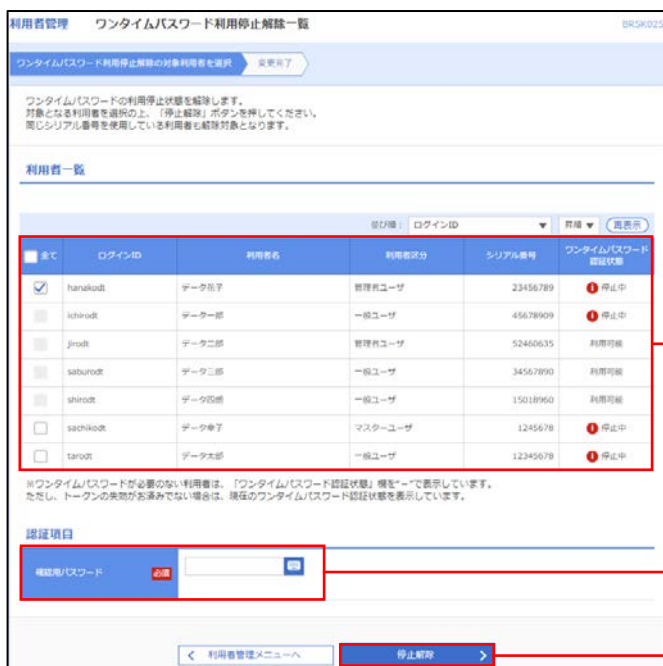 利用者管理 ワンタイムパスワード利用停止解除一覧 BRSK025
ワンタイムパスワード利用停止解除の対象利用者を選択 変更完了
ワンタイムパスワードの利用停止状態を解除します。
対象となる利用者を選択の上、「停止解除」ボタンを押してください。
同じシリアル番号を使用している利用者も解除対象となります。
利用者一覧
並び順: ログインID 昇順 再表示
全て ログインID 利用者名 利用者区分 シリアル番号 ワンタイムパスワード
認証状態
hanakodt データ花子 管理者ユーザ 23456789 停止中
ichirodt データ一郎 一般ユーザ 45678909 停止中
jirodt データ二郎 管理者ユーザ 52460635 利用可能
saburodt データ三郎 一般ユーザ 34567890 利用可能
shirodt データ四郎 一般ユーザ 15018960 利用可能
sachikodt データ幸子 マスターユーザ 1245678 停止中
tarodt データ太郎 一般ユーザ 12345678 停止中
※ワンタイムパスワードが必要のない利用者は、「ワンタイムパスワード認証状態」欄を"-"で表示しています。
ただし、トークンの失効がお済みでない場合は、現在のワンタイムパスワード認証状態を表示しています。
認証項目
確認用パスワード 必須
利用者管理メニューへ 停止解除